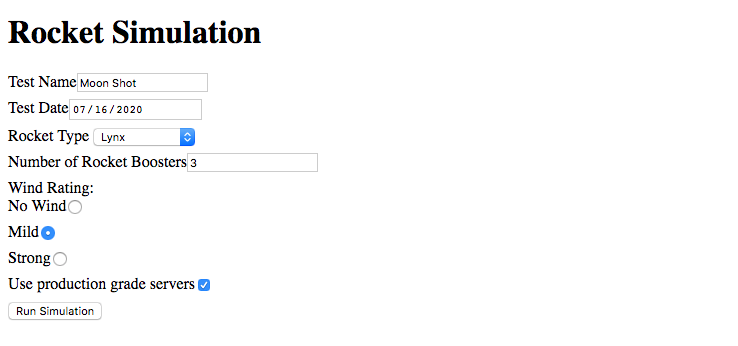 Rocket Simulation
Test Name Moon Shot
Test Date 07/16/2020
Rocket Type Lynx
Number of Rocket Boosters 3
Wind Rating:
No Wind
Mild
Strong
Use production grade servers
Run Simulation